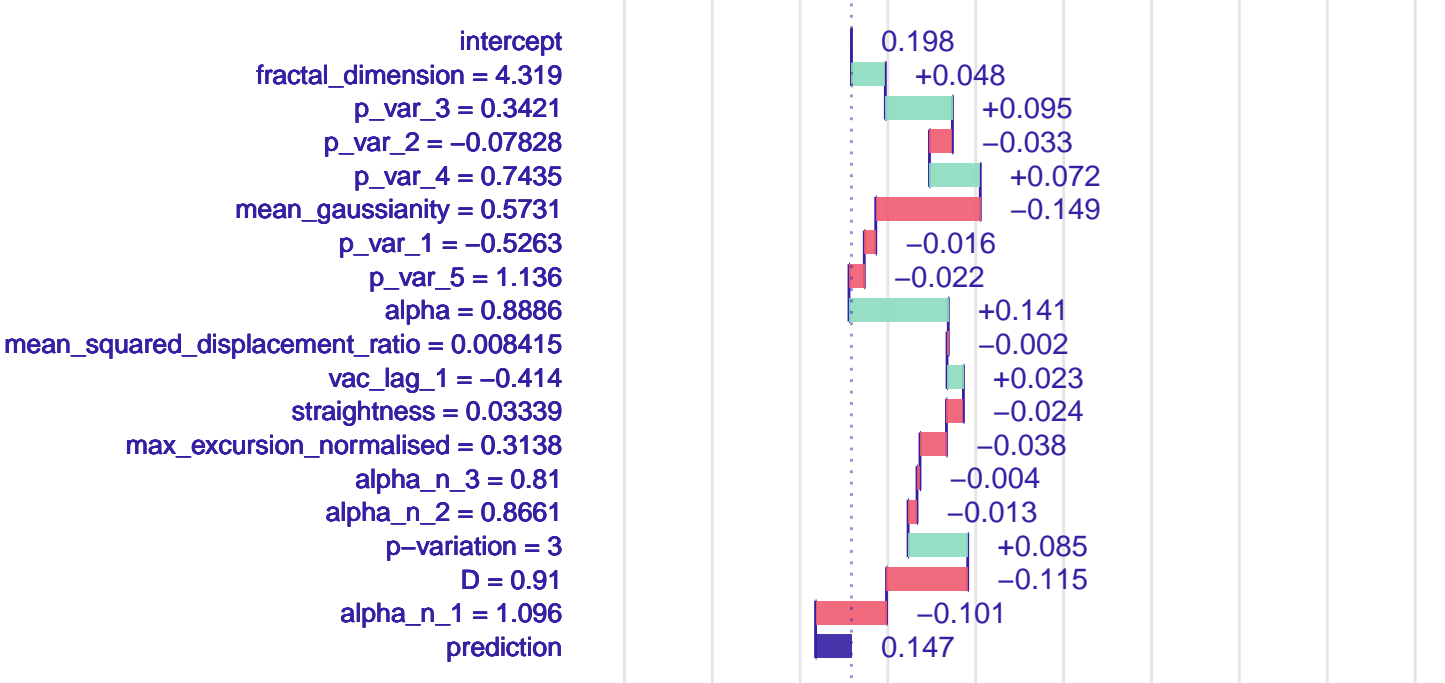 intercept 0.198
fractal_dimension = 4.319 +0.048
p_var_3 = 0.3421 +0.095
p_var_2 = −0.07828 −0.033
p_var_4 = 0.7435 +0.072
mean_gaussianity = 0.5731 −0.149
p_var_1 = −0.5263 −0.016
p_var_5 = 1.136 −0.022
alpha = 0.8886 +0.141
mean_squared_displacement_ratio = 0.008415 −0.002
vac_lag_1 = −0.414 +0.023
straightness = 0.03339 −0.024
max_excursion_normalised = 0.3138 −0.038
alpha_n_3 = 0.81 −0.004
alpha_n_2 = 0.8661 −0.013
p−variation = 3 +0.085
D = 0.91 −0.115
alpha_n_1 = 1.096 −0.101
prediction 0.147